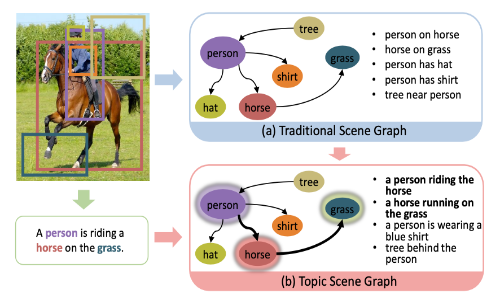 tree
person
grass
shirt
hat
horse
• person on horse
• horse on grass
• person has hat
• person has shirt
• tree near person
(a) Traditional Scene Graph
A person is riding a
horse on the grass.
tree
person
grass
shirt
hat
horse
• a person riding the
horse
• a horse running on
the grass
• a person is wearing a
blue shirt
• tree behind the
person
(b) Topic Scene Graph